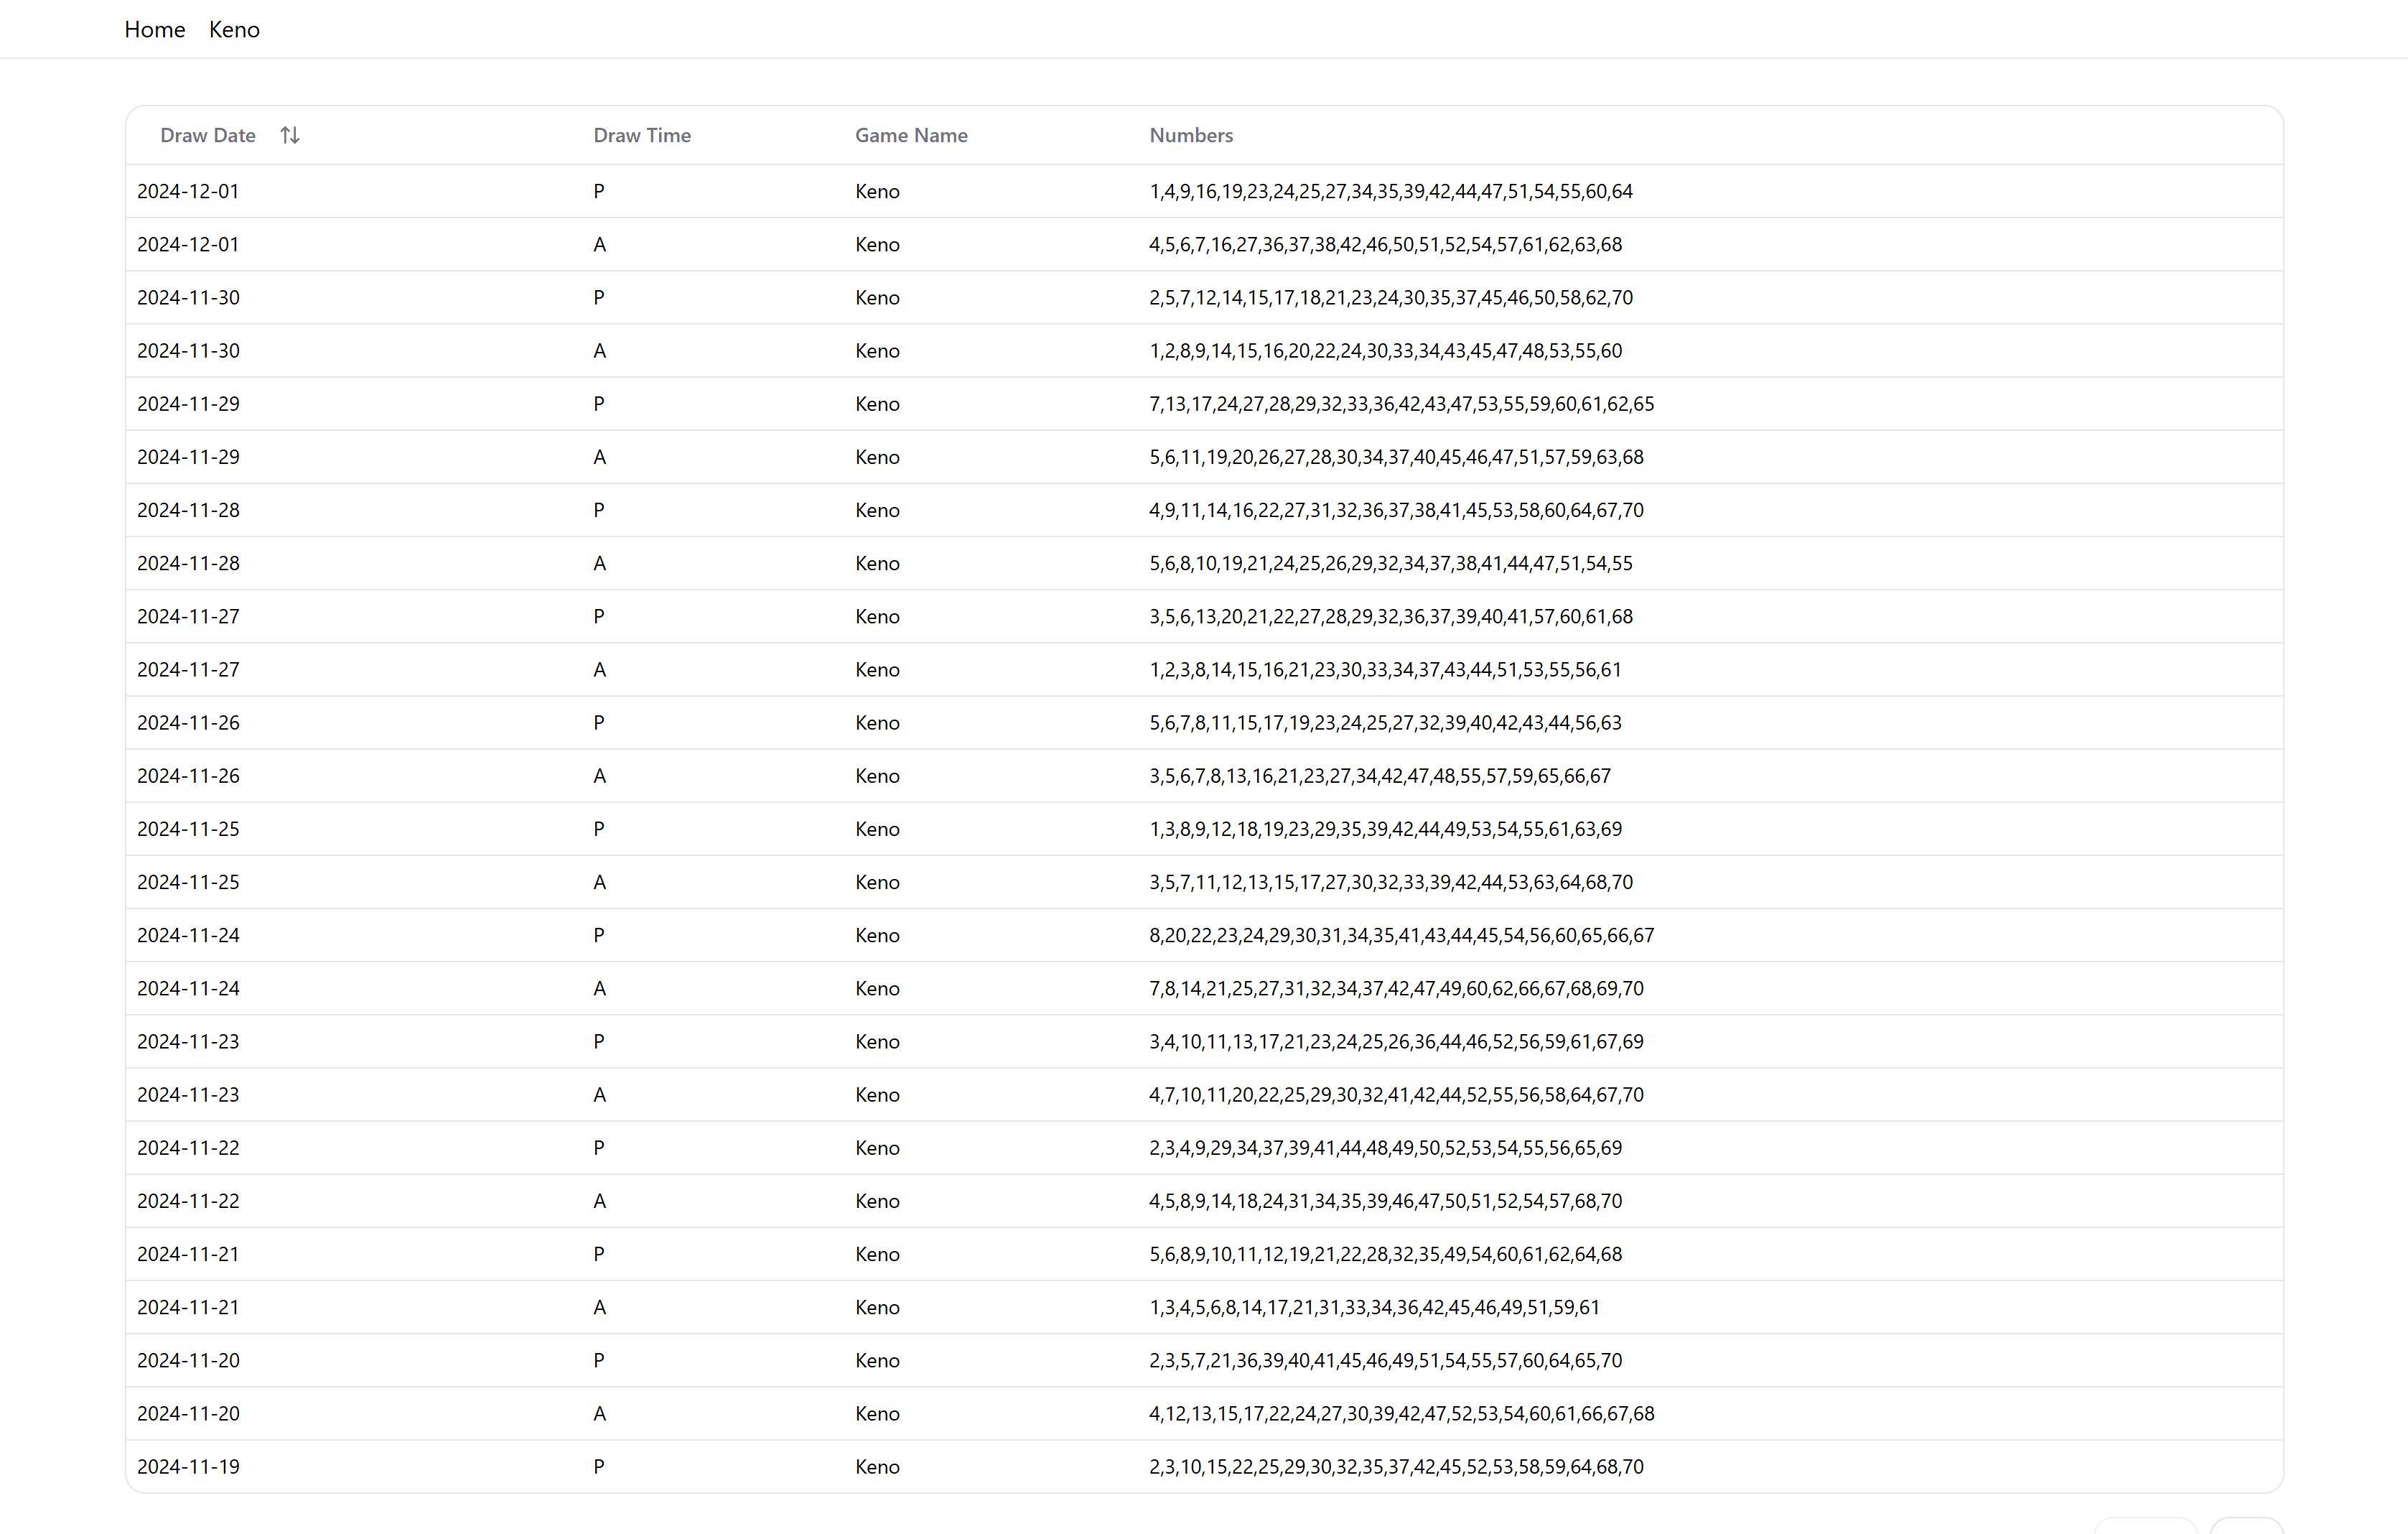 Home Keno
Draw Date Draw Time Game Name Numbers
2024-12-01 P Keno 1,4,9,16,19,23,24,25,27,34,35,39,42,44,47,51,54,55,60,64
2024-12-01 A Keno 4,5,6,7,16,27,36,37,38,42,46,50,51,52,54,57,61,62,63,68
2024-11-30 P Keno 2,5,7,12,14,15,17,18,21,23,24,30,35,37,45,46,50,58,62,70
2024-11-30 A Keno 1,2,8,9,14,15,16,20,22,24,30,33,34,43,45,47,48,53,55,60
2024-11-29 P Keno 7,13,17,24,27,28,29,32,33,36,42,43,47,53,55,59,60,61,62,65
2024-11-29 A Keno 5,6,11,19,20,26,27,28,30,34,37,40,45,46,47,51,57,59,63,68
2024-11-28 P Keno 4,9,11,14,16,22,27,31,32,36,37,38,41,45,53,58,60,64,67,70
2024-11-28 A Keno 5,6,8,10,19,21,24,25,26,29,32,34,37,38,41,44,47,51,54,55
2024-11-27 P Keno 3,5,6,13,20,21,22,27,28,29,32,36,37,39,40,41,57,60,61,68
2024-11-27 A Keno 1,2,3,8,14,15,16,21,23,30,33,34,37,43,44,51,53,55,56,61
2024-11-26 P Keno 5,6,7,8,11,15,17,19,23,24,25,27,32,39,40,42,43,44,56,63
2024-11-26 A Keno 3,5,6,7,8,13,16,21,23,27,34,42,47,48,55,57,59,65,66,67
2024-11-25 P Keno 1,3,8,9,12,18,19,23,29,35,39,42,44,49,53,54,55,61,63,69
2024-11-25 A Keno 3,5,7,11,12,13,15,17,27,30,32,33,39,42,44,53,63,64,68,70
2024-11-24 P Keno 8,20,22,23,24,29,30,31,34,35,41,43,44,45,54,56,60,65,66,67
2024-11-24 A Keno 7,8,14,21,25,27,31,32,34,37,42,47,49,60,62,66,67,68,69,70
2024-11-23 P Keno 3,4,10,11,13,17,21,23,24,25,26,36,44,46,52,56,59,61,67,69
2024-11-23 A Keno 4,7,10,11,20,22,25,29,30,32,41,42,44,52,55,56,58,64,67,70
2024-11-22 P Keno 2,3,4,9,29,34,37,39,41,44,48,49,50,52,53,54,55,56,65,69
2024-11-22 A Keno 4,5,8,9,14,18,24,31,34,35,39,46,47,50,51,52,54,57,68,70
2024-11-21 P Keno 5,6,8,9,10,11,12,19,21,22,28,32,35,49,54,60,61,62,64,68
2024-11-21 A Keno 1,3,4,5,6,8,14,17,21,31,33,34,36,42,45,46,49,51,59,61
2024-11-20 P Keno 2,3,5,7,21,36,39,40,41,45,46,49,51,54,55,57,60,64,65,70
2024-11-20 A Keno 4,12,13,15,17,22,24,27,30,39,42,47,52,53,54,60,61,66,67,68
2024-11-19 P Keno 2,3,10,15,22,25,29,30,32,35,37,42,45,52,53,58,59,64,68,70